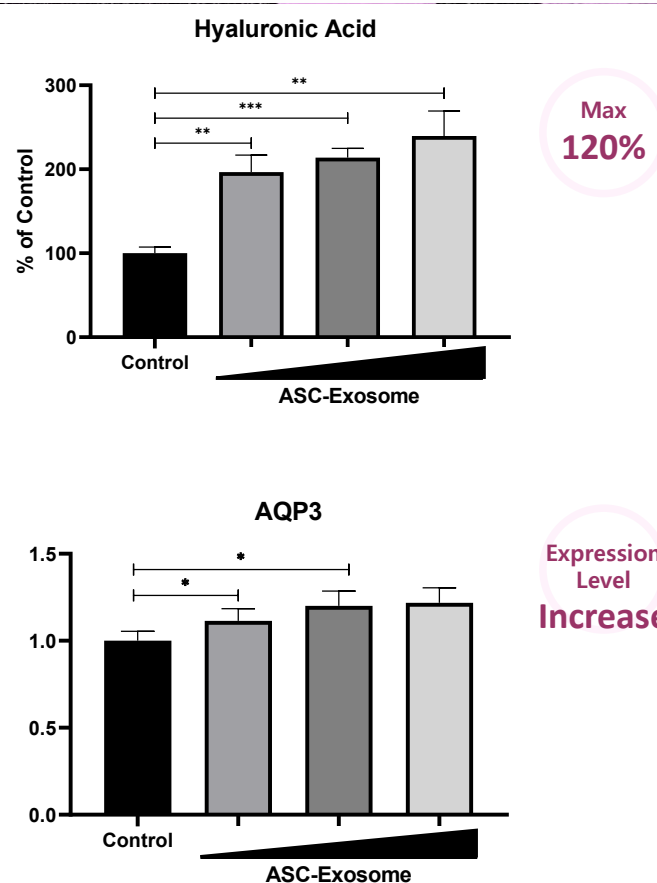 Hyaluronic Acid
% of Control
300
200
100
0
**
***
**
Control
ASC-Exosome
Max
120%
AQP3
1.5
1.0
0.5
0.0
*
*
Control
ASC-Exosome
Expression
Level
Increase